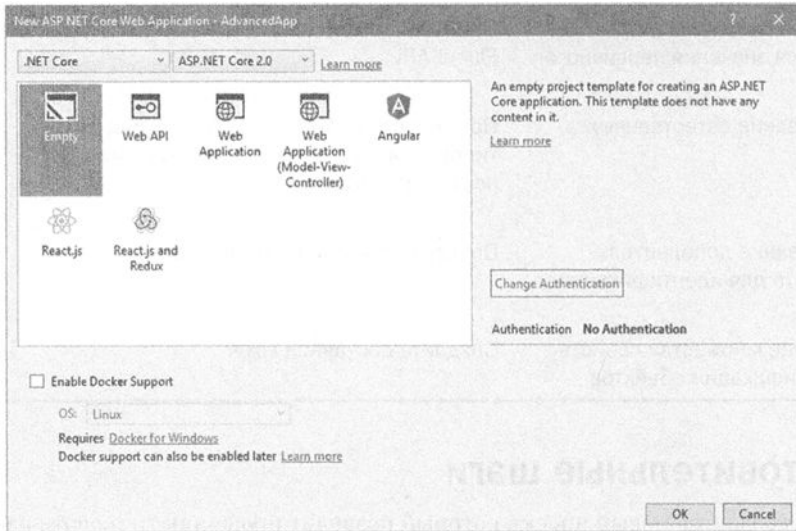 New ASP.NET Core Web Application - AdvancedApp
? ×
.NET Core
ASP.NET Core 2.0
Learn more
Empty
Web API
Web Application
Web Application (Model-View-Controller)
Angular
React.js
React.js and Redux
An empty project template for creating an ASP.NET
Core application. This template does not have any
content in it.
Learn more
Change Authentication
Authentication No Authentication
Enable Docker Support
OS: Linux
Requires Docker for Windows
Docker support can also be enabled later Learn more
OK
Cancel